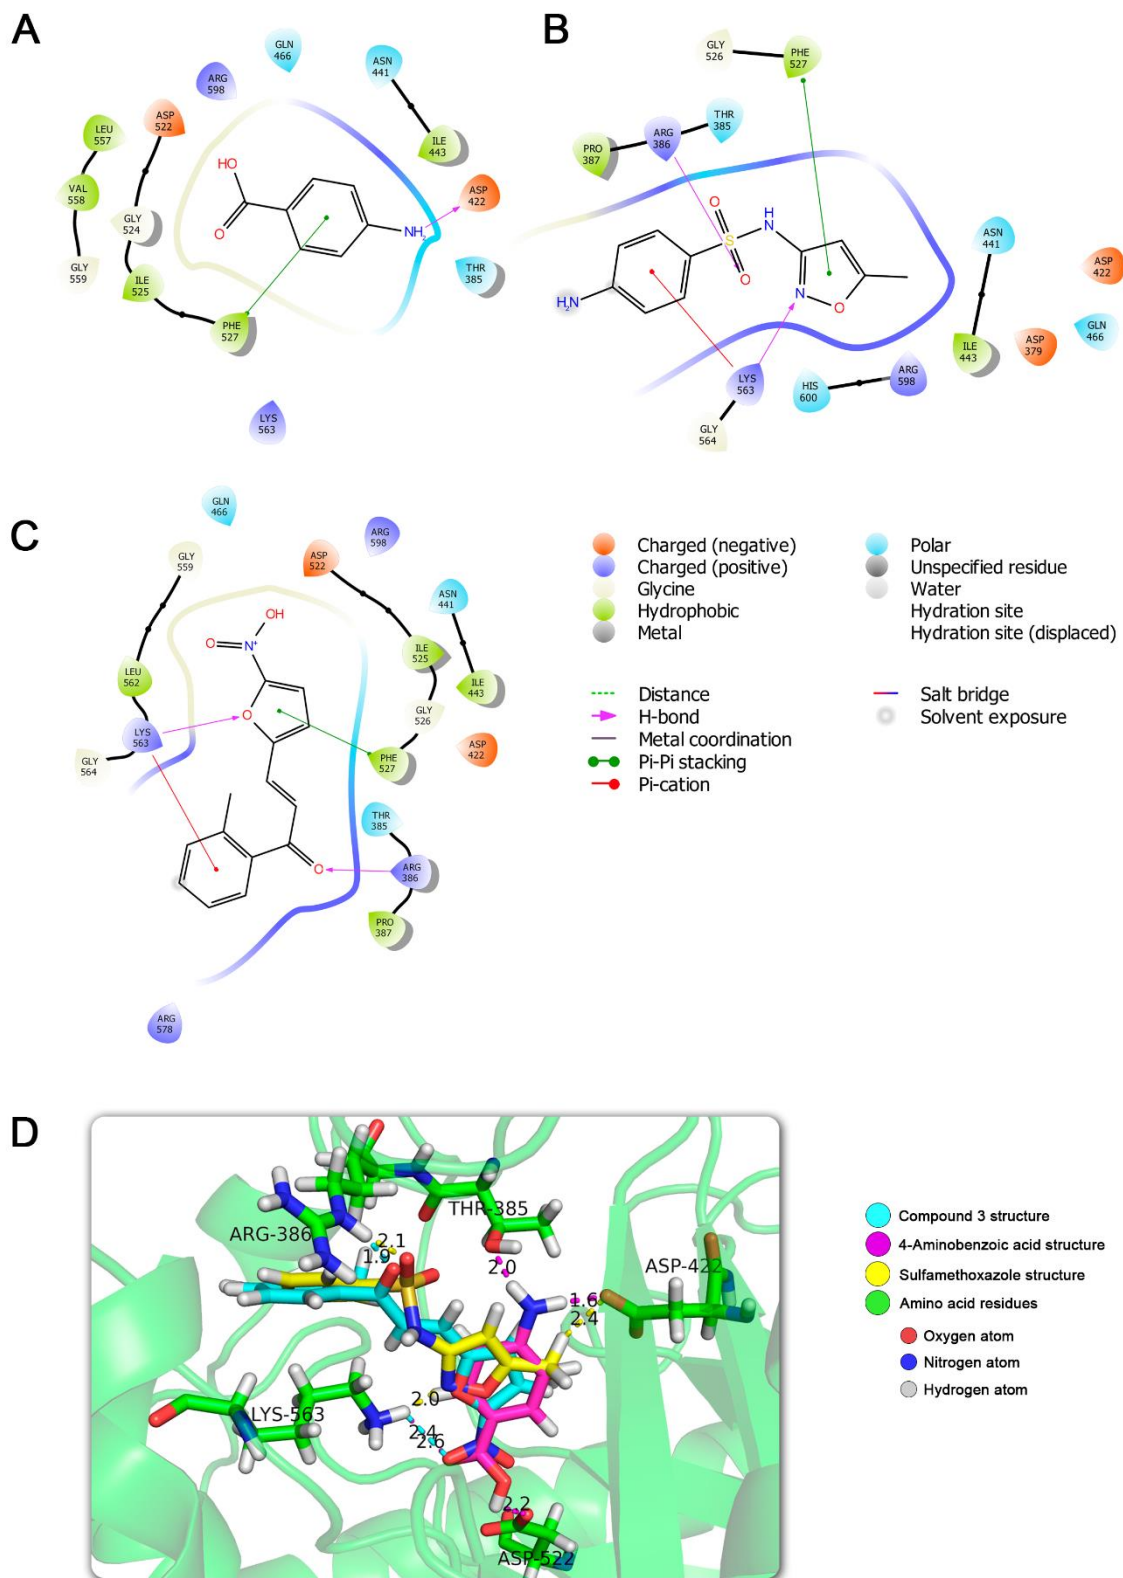 A
GLN
466
ARG
598
ASN
441
ASP
522
LEU
557
ILE
443
HO
O
NH2
ASP
422
VAL
558
GLY
524
THR
385
GLY
559
ILE
525
PHE
527
LYS
563
B
GLY
526
PHE
527
THR
385
ARG
386
PRO
387
O
H
N
S
NH
O
N
O
H2N
ASN
441
ASP
422
GLN
466
ASP
379
ILE
443
ARG
598
HIS
600
LYS
563
GLY
564
C
GLN
466
ARG
598
GLY
559
ASP
522
ASN
441
OH
O
N+
ILE
525
ILE
443
LEU
562
O
GLY
526
LYS
563
ASP
422
GLY
564
PHE
527
THR
385
O
ARG
386
PRO
387
ARG
578
Charged (negative)
Charged (positive)
Glycine
Hydrophobic
Metal
Polar
Unspecified residue
Water
Hydration site
Hydration site (displaced)
Distance
H-bond
Metal coordination
Pi-Pi stacking
Pi-cation
Salt bridge
Solvent exposure
D
THR-385
ARG-386
2.1
1.9
2.0
ASP-422
1.6
2.4
2.0
LYS-563
2.4
2.6
2.2
ASP-522
Compound 3 structure
4-Aminobenzoic acid structure
Sulfamethoxazole structure
Amino acid residues
Oxygen atom
Nitrogen atom
Hydrogen atom